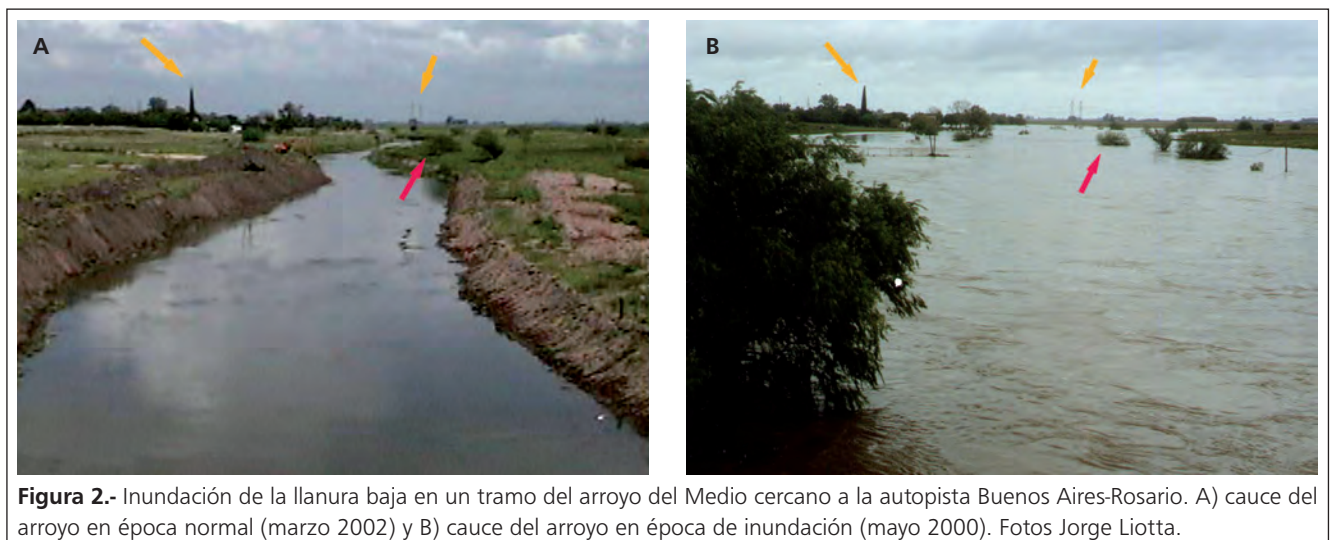 A
B
Figura 2.- Inundación de la llanura baja en un tramo del arroyo del Medio cercano a la autopista Buenos Aires-Rosario. A) cauce del
arroyo en época normal (marzo 2002) y B) cauce del arroyo en época de inundación (mayo 2000). Fotos Jorge Liotta.